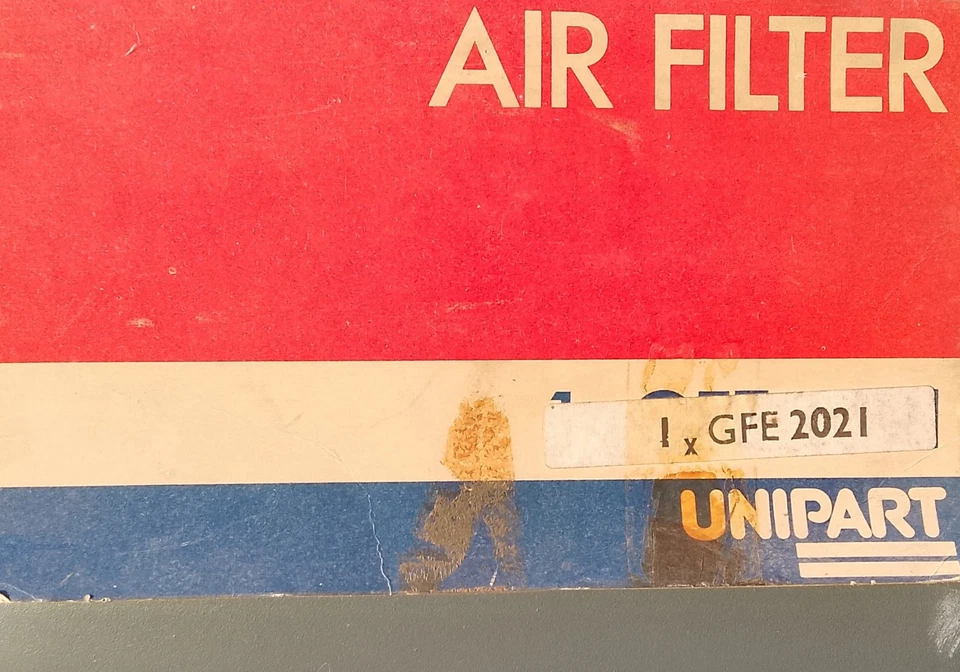 AIR FILTER
1 x GFE 2021
UNIPART